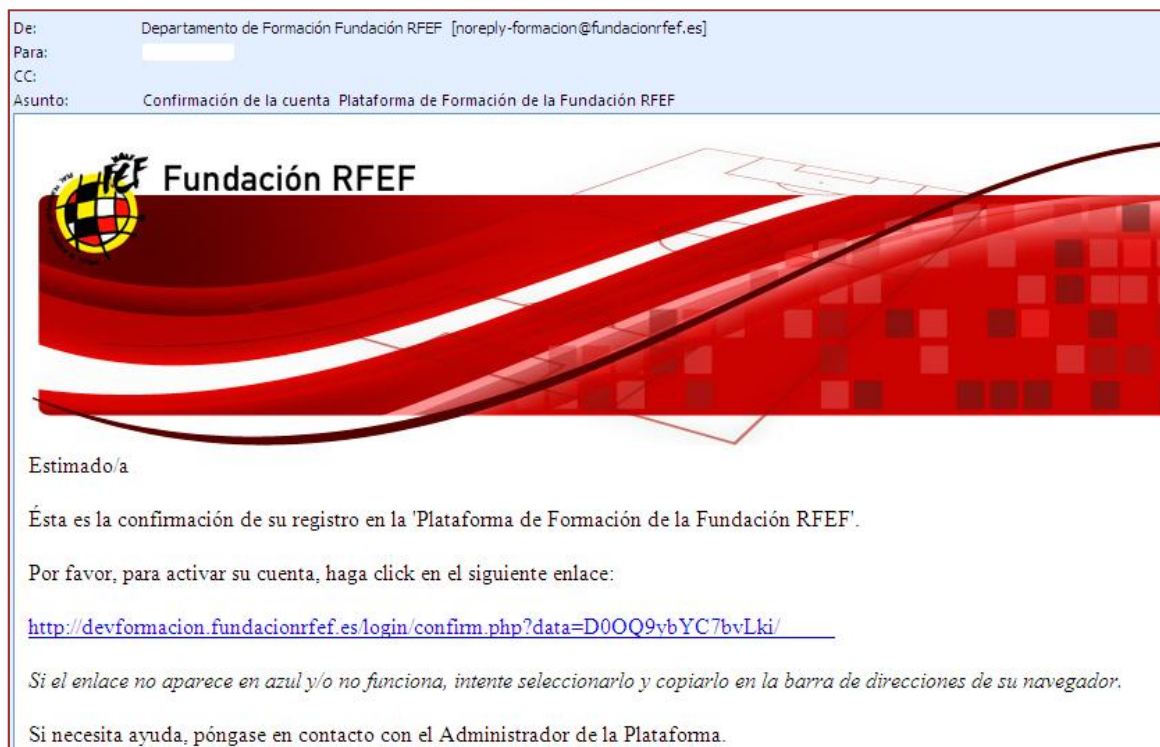 De: Departamento de Formación Fundación RFEF [noreply-formacion@fundacionrfef.es]
Para:
CC:
Asunto: Confirmación de la cuenta Plataforma de Formación de la Fundación RFEF
Fundación RFEF
Estimado/a
Ésta es la confirmación de su registro en la 'Plataforma de Formación de la Fundación RFEF'.
Por favor, para activar su cuenta, haga click en el siguiente enlace:
http://devformacion.fundacionrfef.es/login/confirm.php?data=D0OQ9ybYC7bvLki/
Si el enlace no aparece en azul y/o no funciona, intente seleccionarlo y copiarlo en la barra de direcciones de su navegador.
Si necesita ayuda, póngase en contacto con el Administrador de la Plataforma.